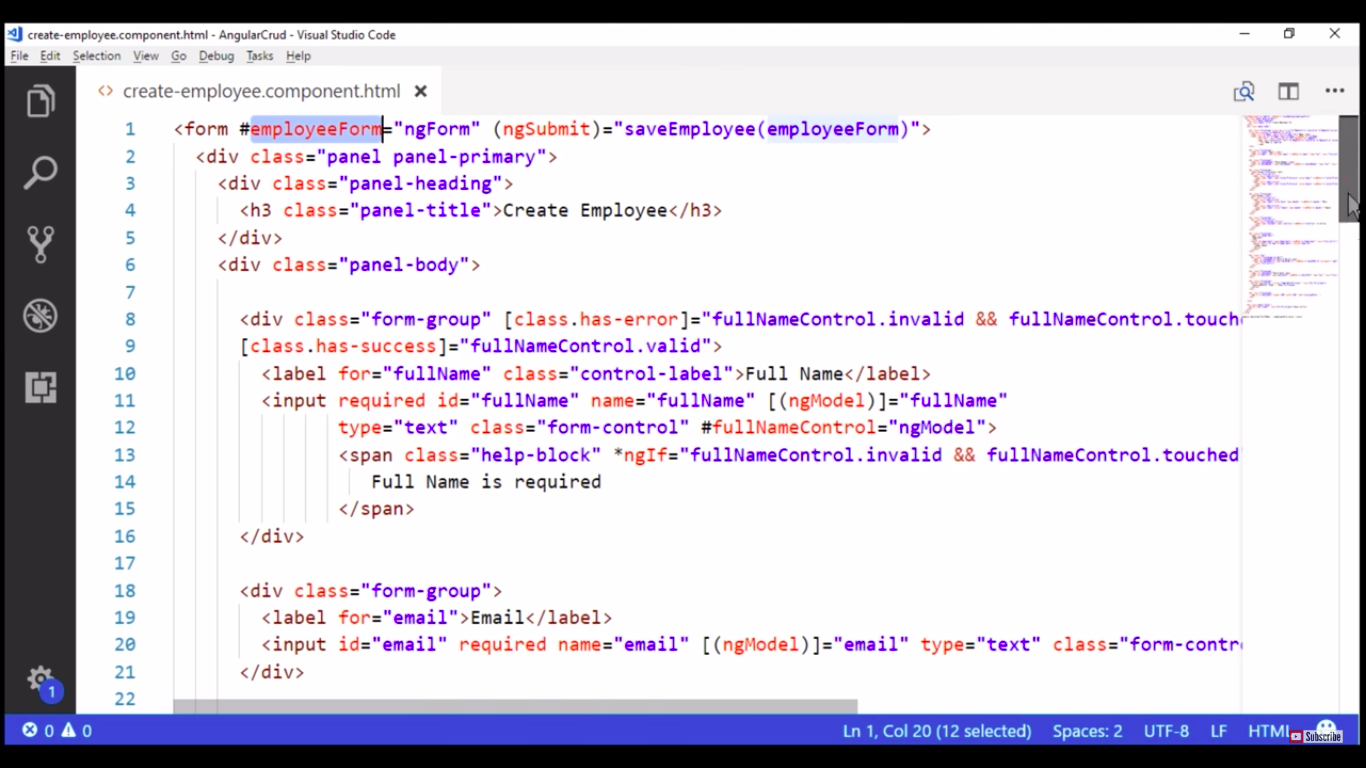 create-employee.component.html - AngularCrud - Visual Studio Code
File Edit Selection View Go Debug Tasks Help
create-employee.component.html
1 <form #employeeForm="ngForm" (ngSubmit)="saveEmployee(employeeForm)">
2 <div class="panel panel-primary">
3 <div class="panel-heading">
4 <h3 class="panel-title">Create Employee</h3>
5 </div>
6 <div class="panel-body">
7
8 <div class="form-group" [class.has-error]="fullNameControl.invalid && fullNameControl.touche
9 [class.has-success]="fullNameControl.valid">
10 <label for="fullName" class="control-label">Full Name</label>
11 <input required id="fullName" name="fullName" [(ngModel)]="fullName"
12 type="text" class="form-control" #fullNameControl="ngModel">
13 <span class="help-block" *ngIf="fullNameControl.invalid && fullNameControl.touched
14 Full Name is required
15 </span>
16 </div>
17
18 <div class="form-group">
19 <label for="email">Email</label>
20 <input id="email" required name="email" [(ngModel)]="email" type="text" class="form-contr
21 </div>
22
1
0 0
Ln 1, Col 20 (12 selected) Spaces: 2 UTF-8 LF HTML
Subscribe